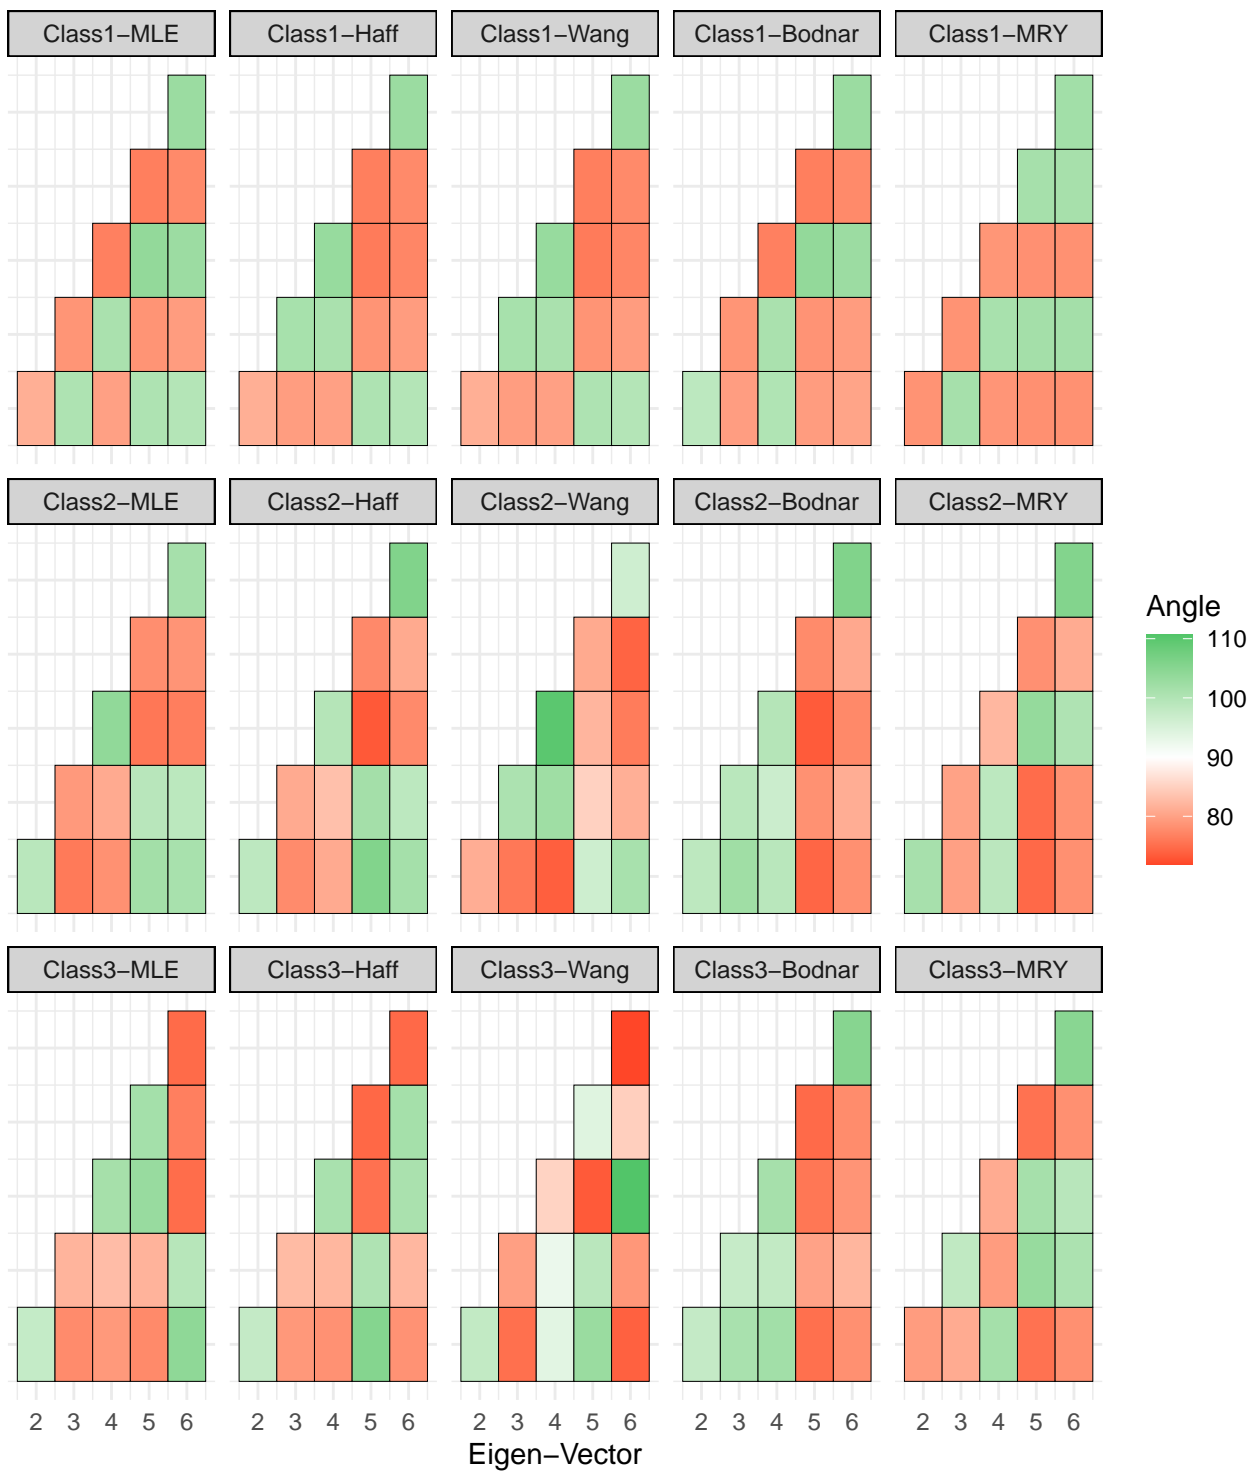 Class1−MLE Class1−Haff Class1−Wang Class1−Bodnar Class1−MRY
Class2−MLE Class2−Haff Class2−Wang Class2−Bodnar Class2−MRY
Angle
110
100
90
80
Class3−MLE Class3−Haff Class3−Wang Class3−Bodnar Class3−MRY
2 3 4 5 6 2 3 4 5 6 2 3 4 5 6 2 3 4 5 6 2 3 4 5 6
Eigen−Vector